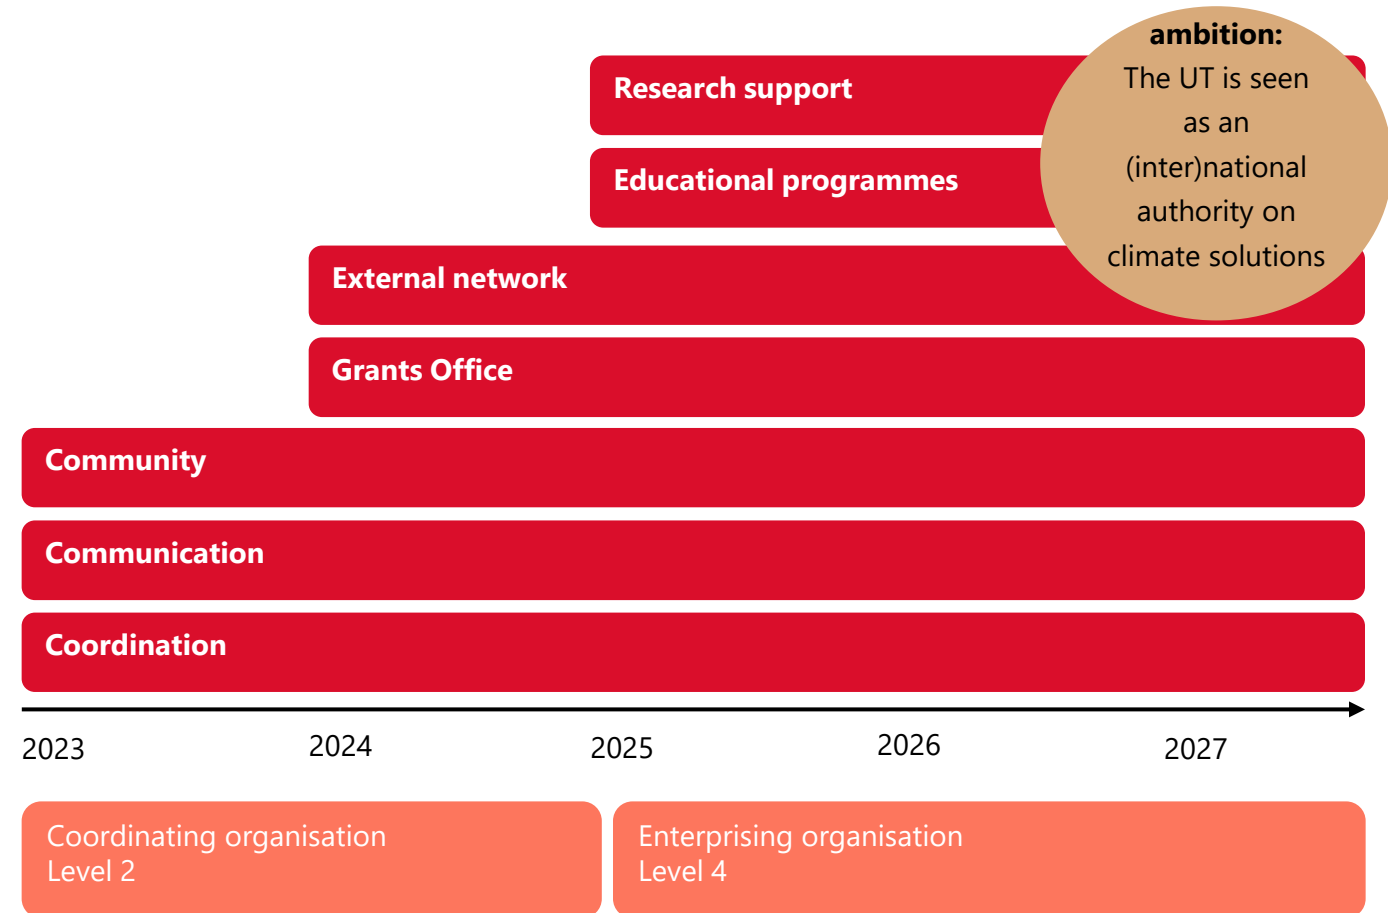 ambition:
The UT is seen
as an
(inter)national
authority on
climate solutions
Research support
Educational programmes
External network
Grants Office
Community
Communication
Coordination
2023
2024
2025
2026
2027
Coordinating organisation
Level 2
Enterprising organisation
Level 4